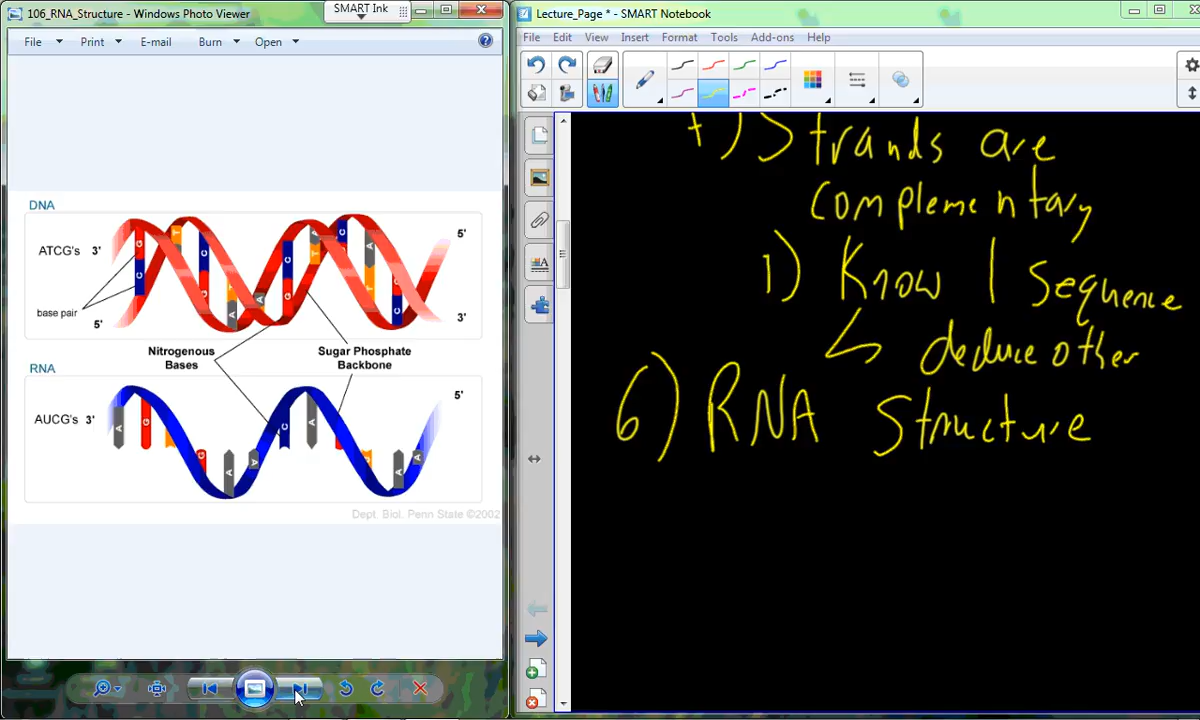 106_RNA_Structure - Windows Photo Viewer
SMART Ink
File Print E-mail Burn Open
DNA
ATCG's 3' 5'
base pair
5' 3'
G C T C G T A A C G A T C A T C
Nitrogenous Bases
Sugar Phosphate Backbone
RNA
AUCG's 3' 5'
A G G A A C A A A
Dept. Biol. Penn State ©2002
Lecture_Page * - SMART Notebook
File Edit View Insert Format Tools Add-ons Help
Strands are
complementary
1) Know 1 sequence
↳ deduce other
6) RNA Structure